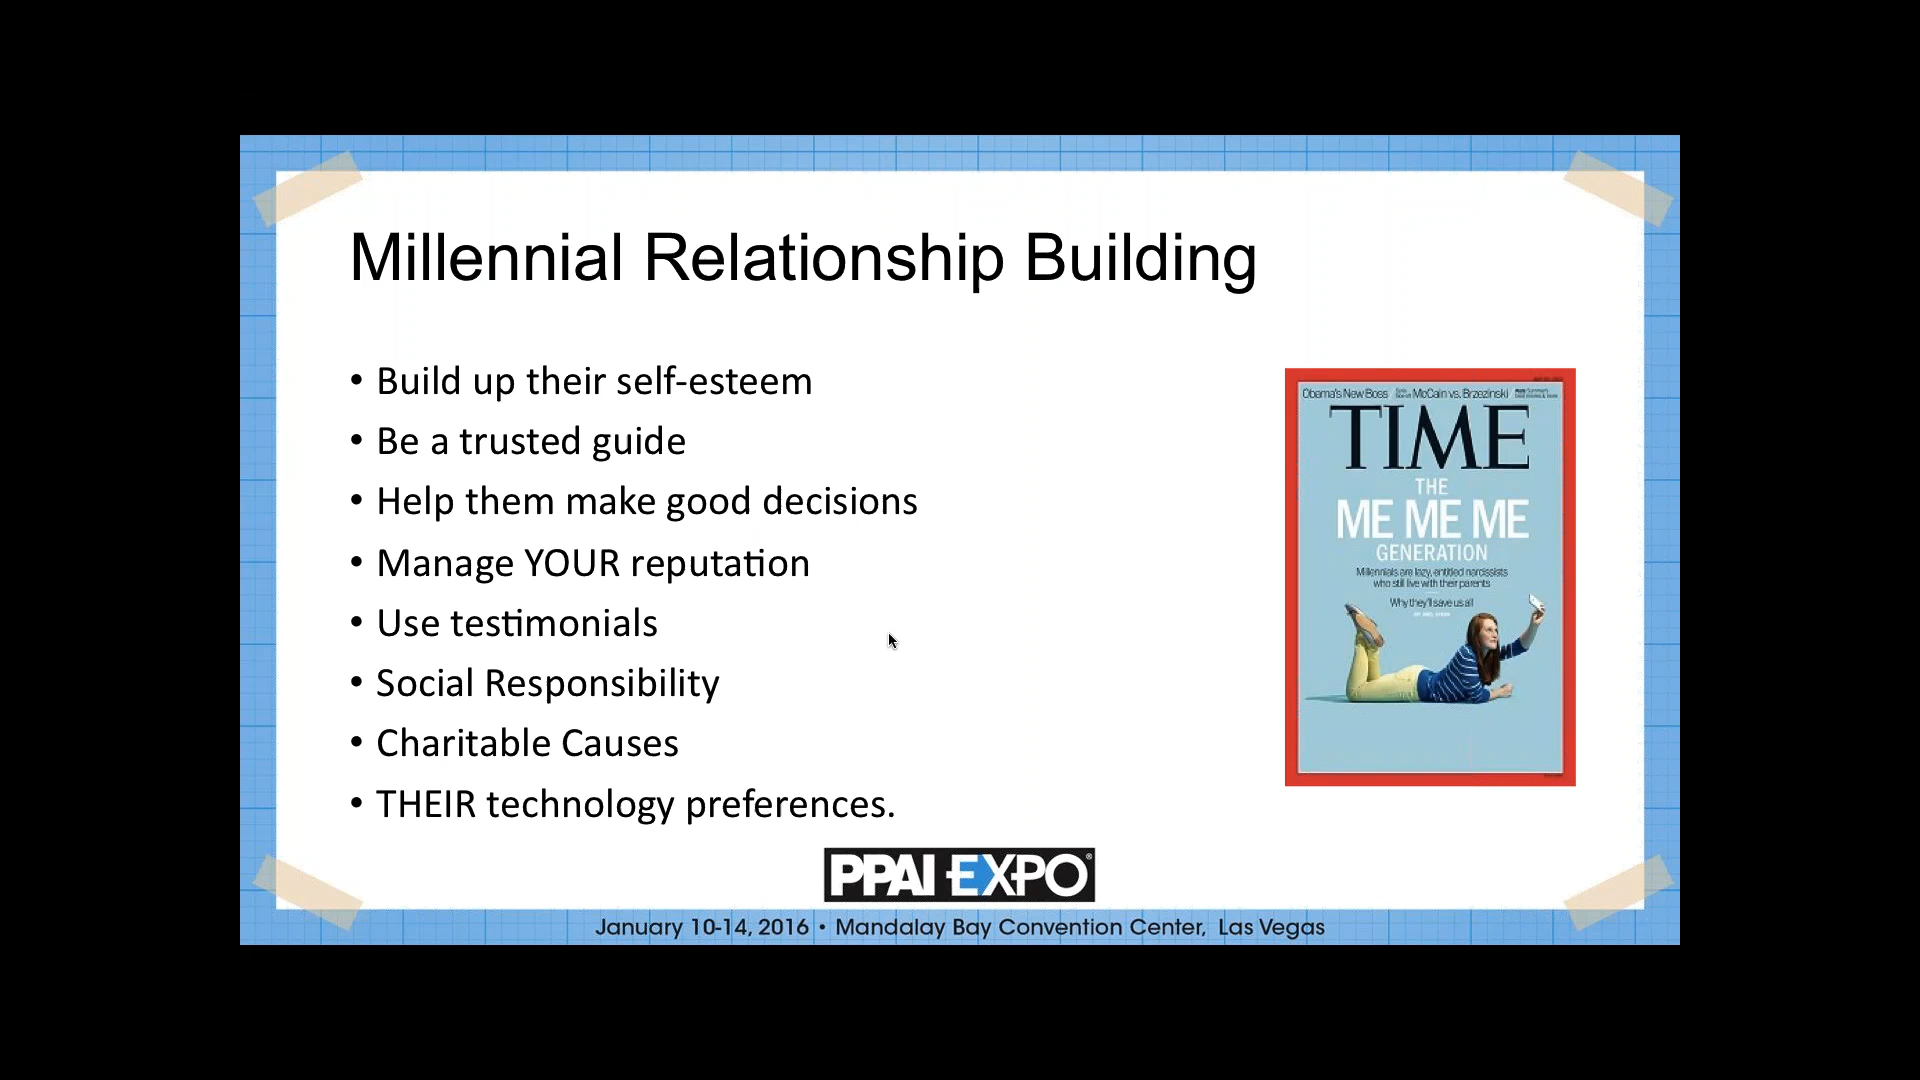 Millennial Relationship Building
• Build up their self-esteem
• Be a trusted guide
• Help them make good decisions
• Manage YOUR reputation
• Use testimonials
• Social Responsibility
• Charitable Causes
• THEIR technology preferences.
Obama's New Boss McCain vs. Brzezinski
TIME
THE
ME ME ME
GENERATION
Millennials are lazy, entitled narcissists
who still live with their parents
Why they'll save us all
PPAI EXPO®
January 10-14, 2016 • Mandalay Bay Convention Center, Las Vegas